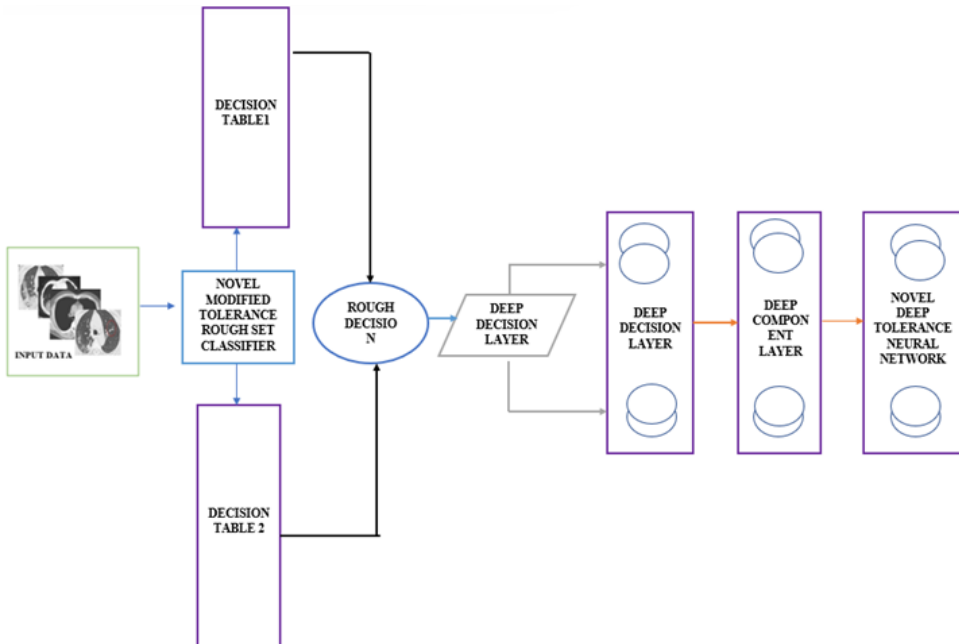 DECISION
TABLE1
INPUT DATA
NOVEL
MODIFIED
TOLERANCE
ROUGH SET
CLASSIFIER
DECISION
TABLE 2
ROUGH
DECISIO
N
DEEP
DECISION
LAYER
DEEP
DECISION
LAYER
DEEP
COMPON
ENT
LAYER
NOVEL
DEEP
TOLERANCE
NEURAL
NETWORK